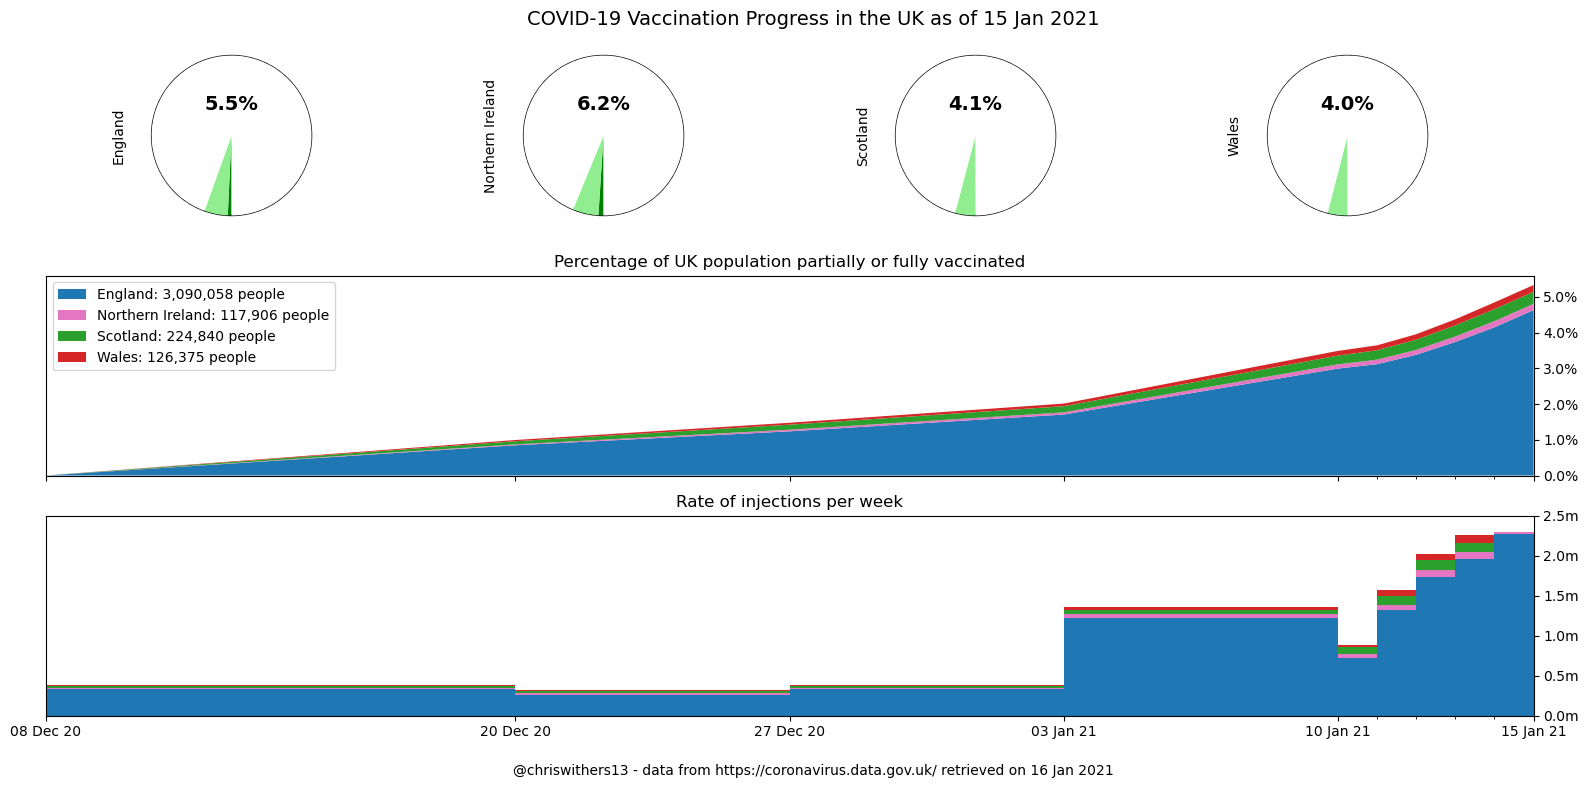 COVID-19 Vaccination Progress in the UK as of 15 Jan 2021
England
5.5%
Northern Ireland
6.2%
Scotland
4.1%
Wales
4.0%
Percentage of UK population partially or fully vaccinated
England: 3,090,058 people
Northern Ireland: 117,906 people
Scotland: 224,840 people
Wales: 126,375 people
5.0%
4.0%
3.0%
2.0%
1.0%
0.0%
Rate of injections per week
2.5m
2.0m
1.5m
1.0m
0.5m
0.0m
08 Dec 20 20 Dec 20 27 Dec 20 03 Jan 21 10 Jan 21 15 Jan 21
@chriswithers13 - data from https://coronavirus.data.gov.uk/ retrieved on 16 Jan 2021